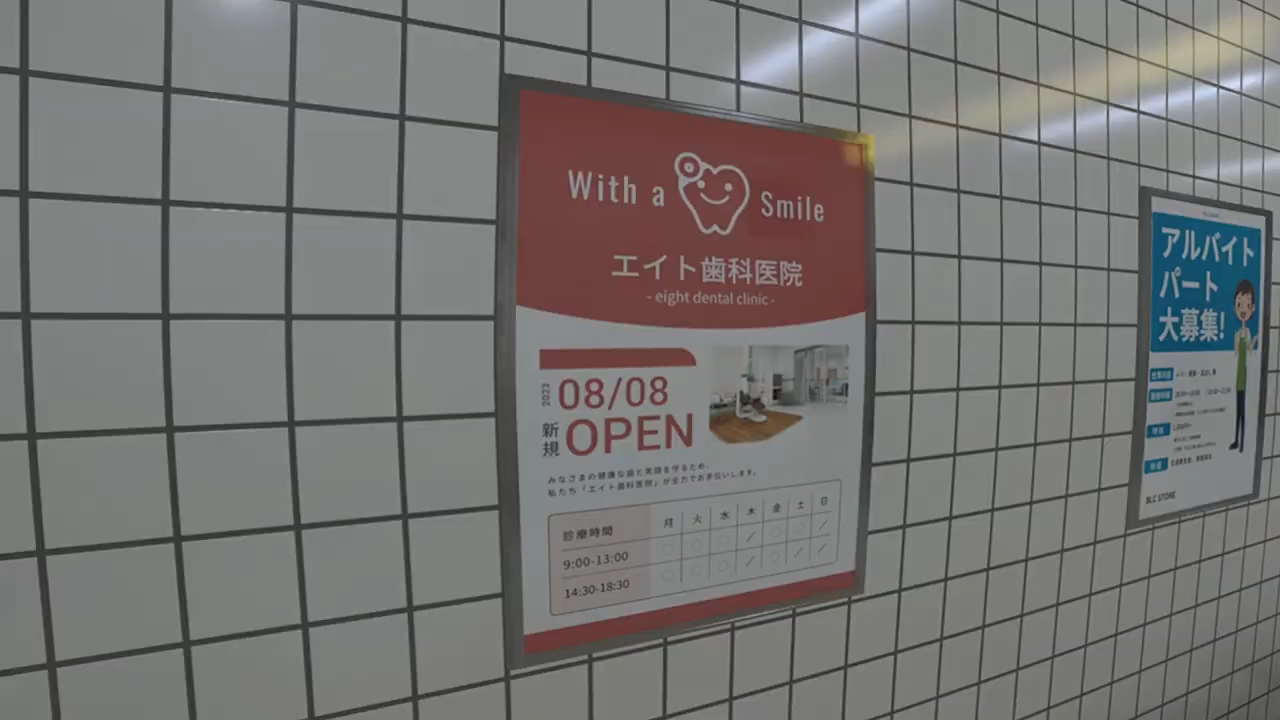 With a Smile
エイト歯科医院
- eight dental clinic -
2023
08/08
新規
OPEN
みなさまの健康な歯と笑顔を守るため、
私たち「エイト歯科医院」が全力でお手伝いします。
診療時間 月 火 水 木 金 土 日
9:00-13:00 ○ ○ ○ / ○ ○ /
14:30-18:30 ○ ○ ○ / ○ / /
アルバイト
パート
大募集!
BLC STORE